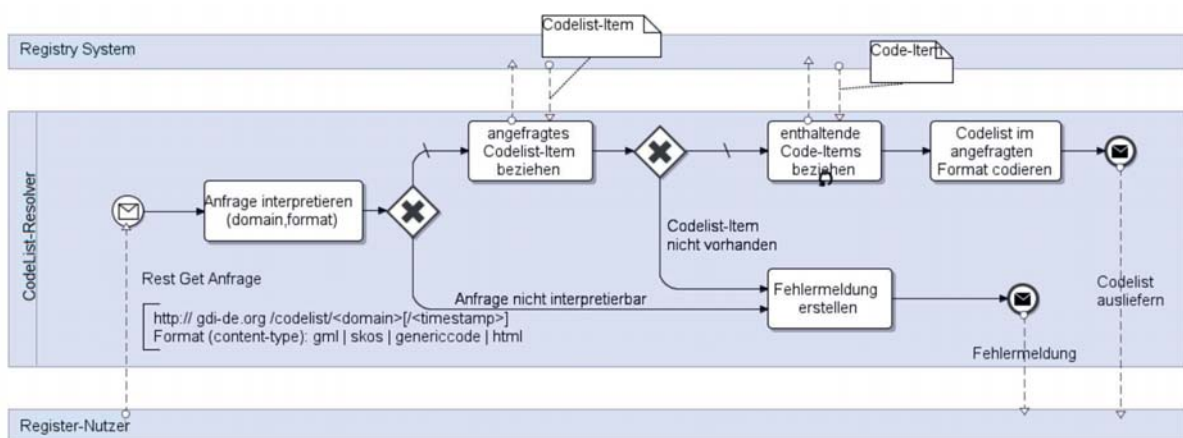 Codelist-Item
Registry System
Code-Item
CodeList-Resolver
angefragtes
Codelist-Item
beziehen
enthaltende
Code-Items
beziehen
Codelist im
angefragten
Format codieren
Anfrage interpretieren
(domain,format)
Codelist-Item
nicht vorhanden
Rest Get Anfrage
Anfrage nicht interpretierbar
Fehlermeldung
erstellen
Codelist
ausliefern
http:// gdi-de.org /codelist/<domain>[/<timestamp>]
Format (content-type): gml | skos | genericcode | html
Fehlermeldung
Register-Nutzer